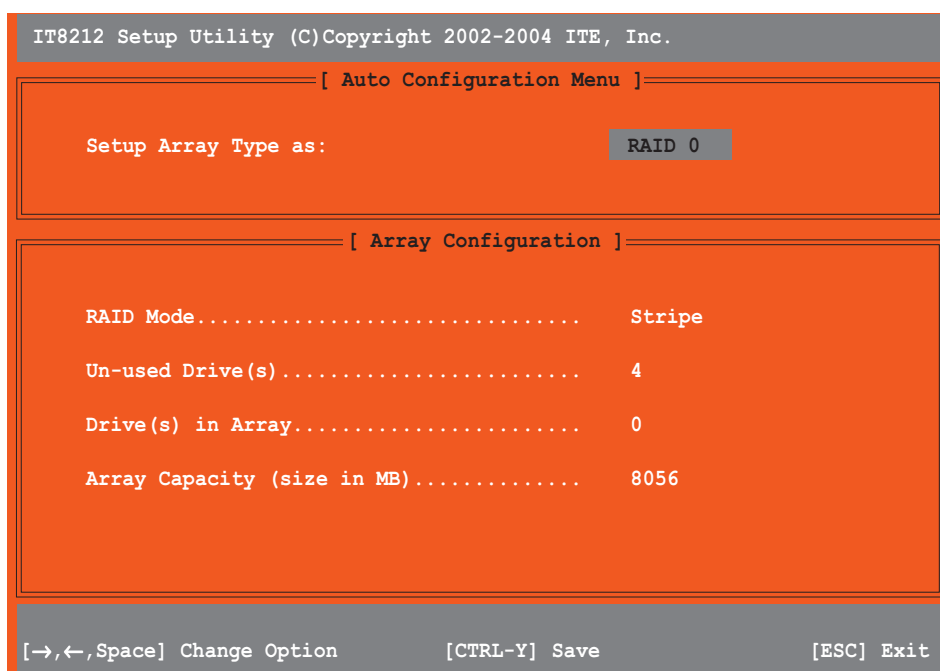 IT8212 Setup Utility (C)Copyright 2002-2004 ITE, Inc.
[ Auto Configuration Menu ]
Setup Array Type as: RAID 0
[ Array Configuration ]
RAID Mode................................ Stripe
Un-used Drive(s)......................... 4
Drive(s) in Array........................ 0
Array Capacity (size in MB).............. 8056
[→,←,Space] Change Option [CTRL-Y] Save [ESC] Exit